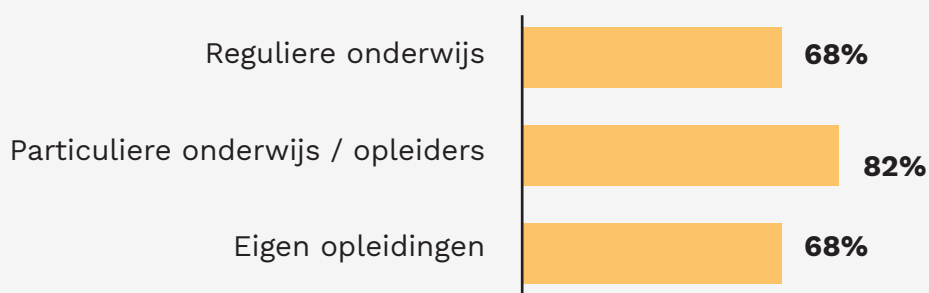 Reguliere onderwijs 68%
Particuliere onderwijs / opleiders 82%
Eigen opleidingen 68%